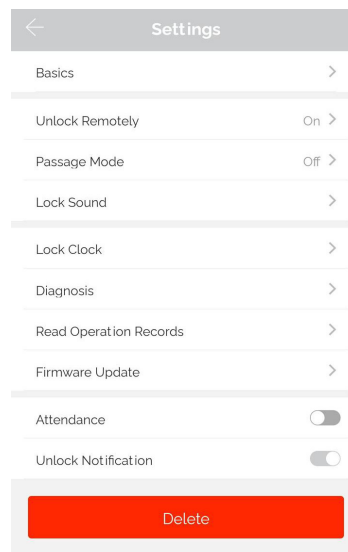 Settings
Basics
Unlock Remotely On
Passage Mode Off
Lock Sound
Lock Clock
Diagnosis
Read Operation Records
Firmware Update
Attendance
Unlock Notification
Delete